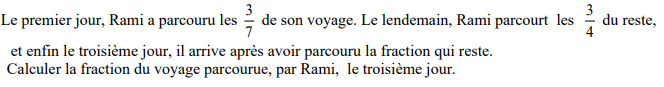 Le premier jour, Rami a parcouru les 3/7 de son voyage. Le lendemain, Rami parcourt les 3/4 du reste,
et enfin le troisième jour, il arrive après avoir parcouru la fraction qui reste.
Calculer la fraction du voyage parcourue, par Rami, le troisième jour.